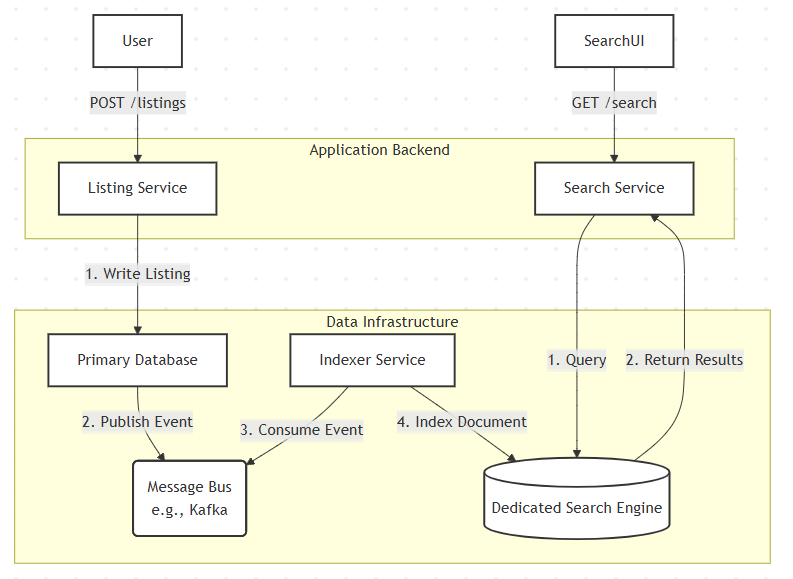 User
SearchUI
POST /listings
GET /search
Application Backend
Listing Service
Search Service
1. Write Listing
Data Infrastructure
Primary Database
Indexer Service
1. Query
2. Return Results
2. Publish Event
3. Consume Event
4. Index Document
Message Bus
e.g., Kafka
Dedicated Search Engine